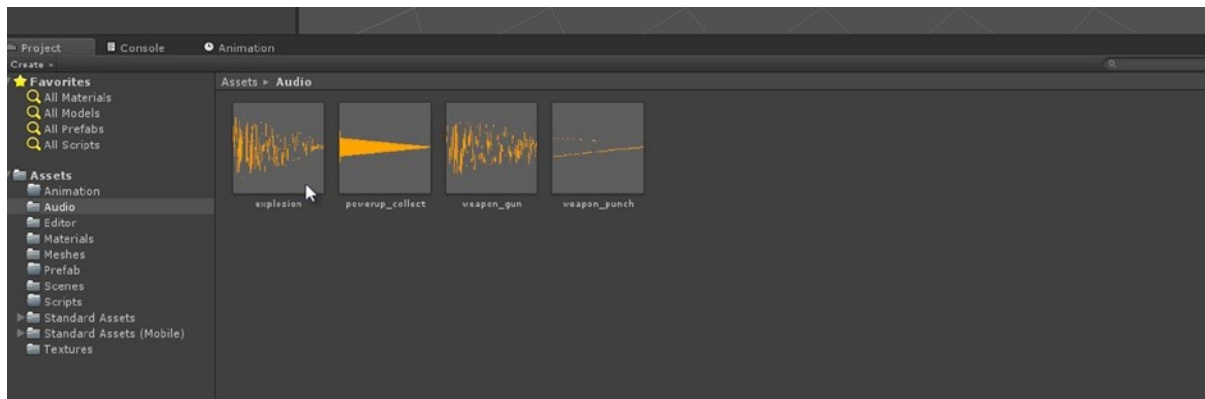 Project Console Animation
Create
Favorites
All Materials
All Models
All Prefabs
All Scripts
Assets
Animation
Audio
Editor
Materials
Meshes
Prefab
Scenes
Scripts
Standard Assets
Standard Assets (Mobile)
Textures
Assets ▸ Audio
explosion powerup_collect weapon_gun weapon_punch